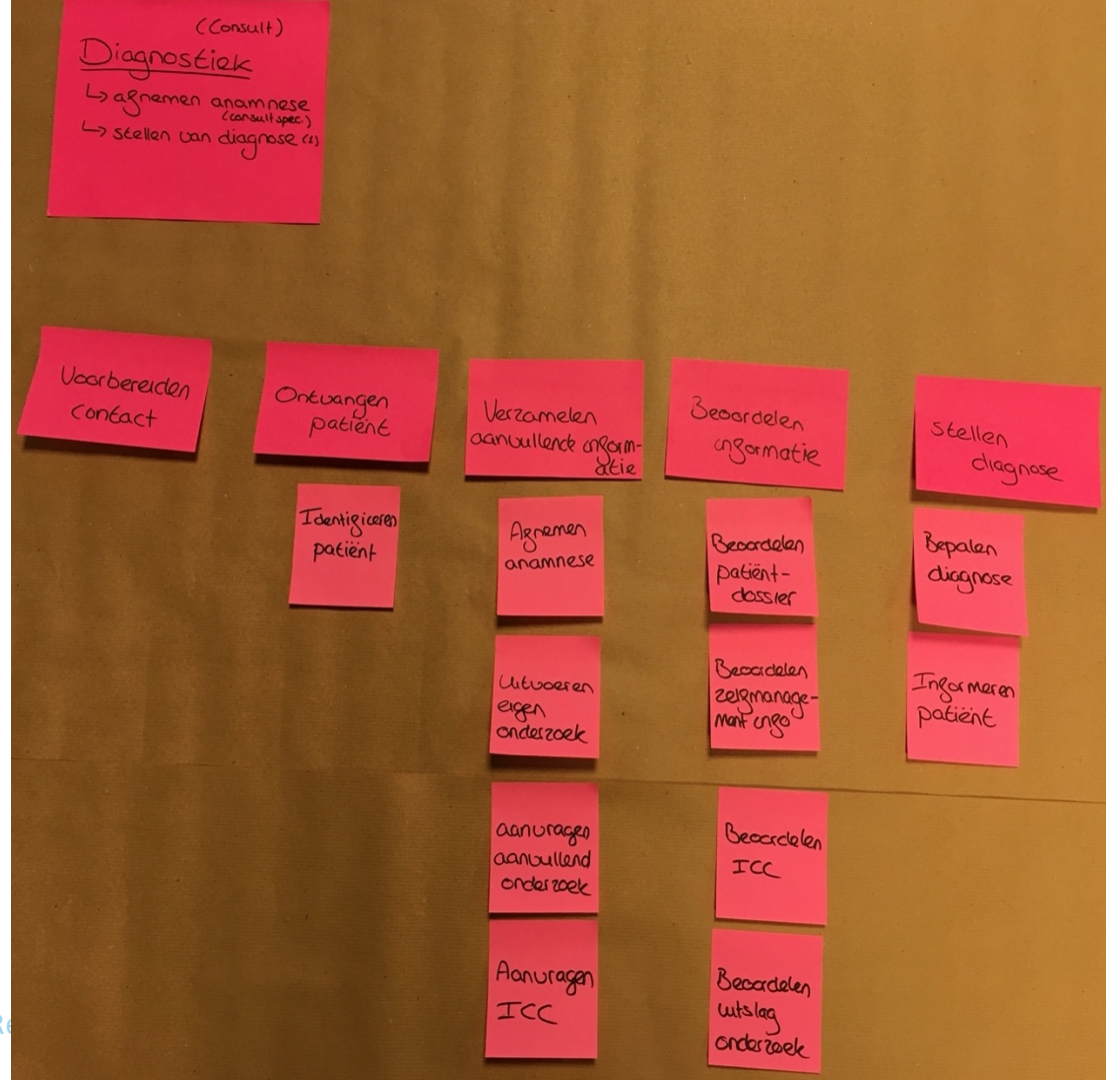 (Consult)
Diagnostiek
↳ afnemen anamnese
(consult spec.)
↳ stellen van diagnose (s)
Voorbereiden
contact
Ontvangen
patiënt
Verzamelen
aanvullende inform-
atie
Beoordelen
informatie
stellen
diagnose
Identificeren
patiënt
Afnemen
anamnese
Beoordelen
patiënt-
dossier
Bepalen
diagnose
Uitvoeren
eigen
onderzoek
Beoordelen
zelfmanage-
ment info
Informeren
patiënt
aanvragen
aanvullend
onderzoek
Beoordelen
ICC
Aanvragen
ICC
Beoordelen
uitslag
onderzoek